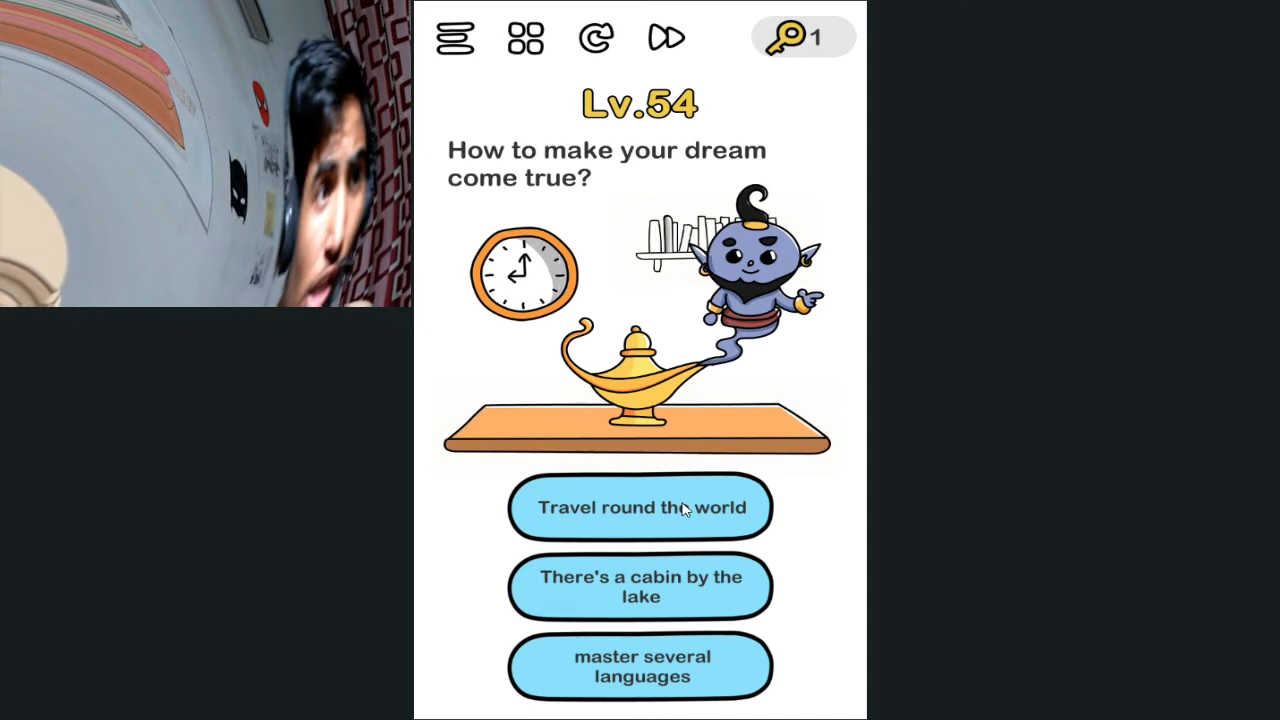 1
Lv.54
How to make your dream
come true?
Travel round the world
There's a cabin by the
lake
master several
languages